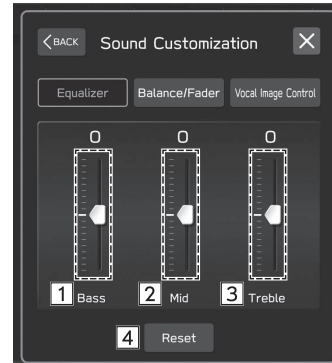 BACK Sound Customization
Equalizer Balance/Fader Vocal Image Control
0 0 0
1 Bass 2 Mid 3 Treble
4 Reset